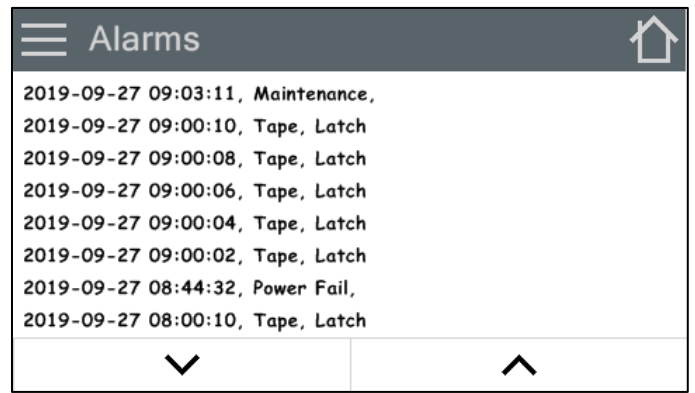 Alarms
2019-09-27 09:03:11, Maintenance,
2019-09-27 09:00:10, Tape, Latch
2019-09-27 09:00:08, Tape, Latch
2019-09-27 09:00:06, Tape, Latch
2019-09-27 09:00:04, Tape, Latch
2019-09-27 09:00:02, Tape, Latch
2019-09-27 08:44:32, Power Fail,
2019-09-27 08:00:10, Tape, Latch